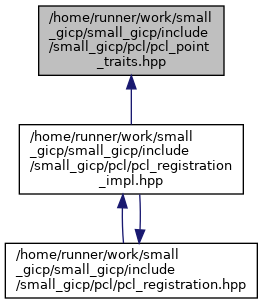 /home/runner/work/small
_gicp/small_gicp/include
/small_gicp/pcl/pcl_point
_traits.hpp
/home/runner/work/small
_gicp/small_gicp/include
/small_gicp/pcl/pcl_registration
_impl.hpp
/home/runner/work/small
_gicp/small_gicp/include
/small_gicp/pcl/pcl_registration.hpp